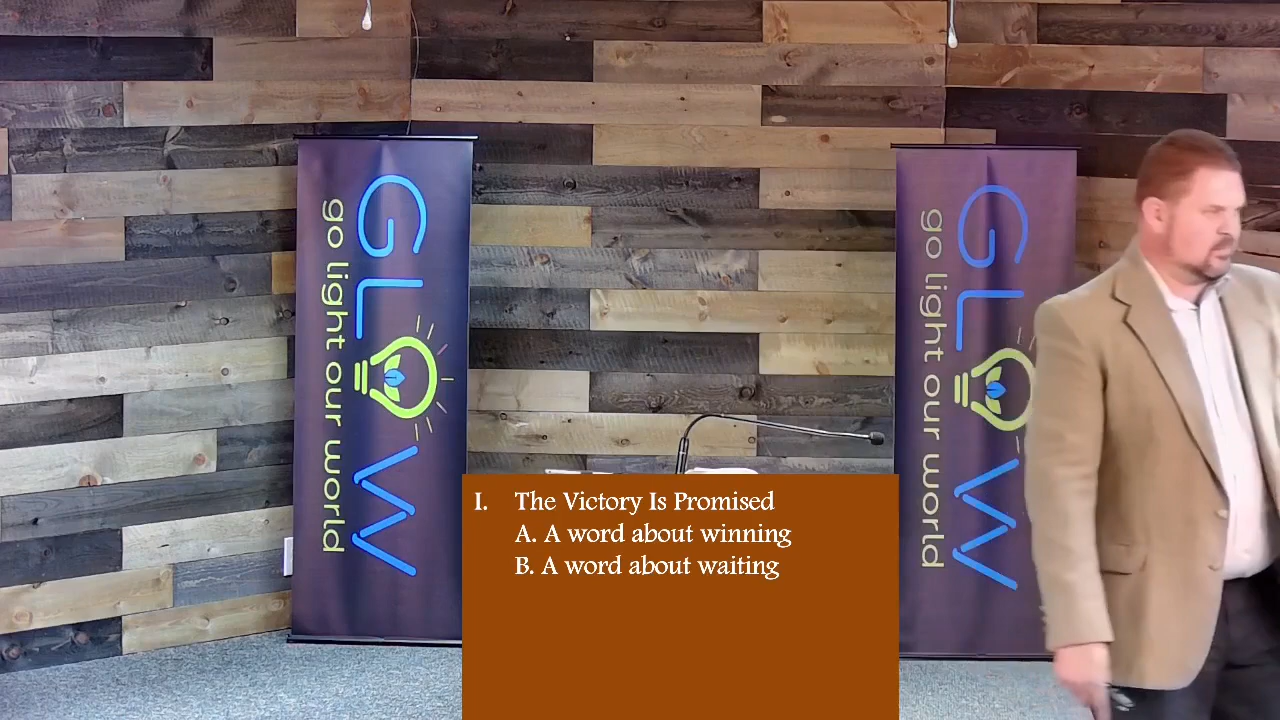 GLOW
go light our world
GLOW
go light our world
I. The Victory Is Promised
A. A word about winning
B. A word about waiting